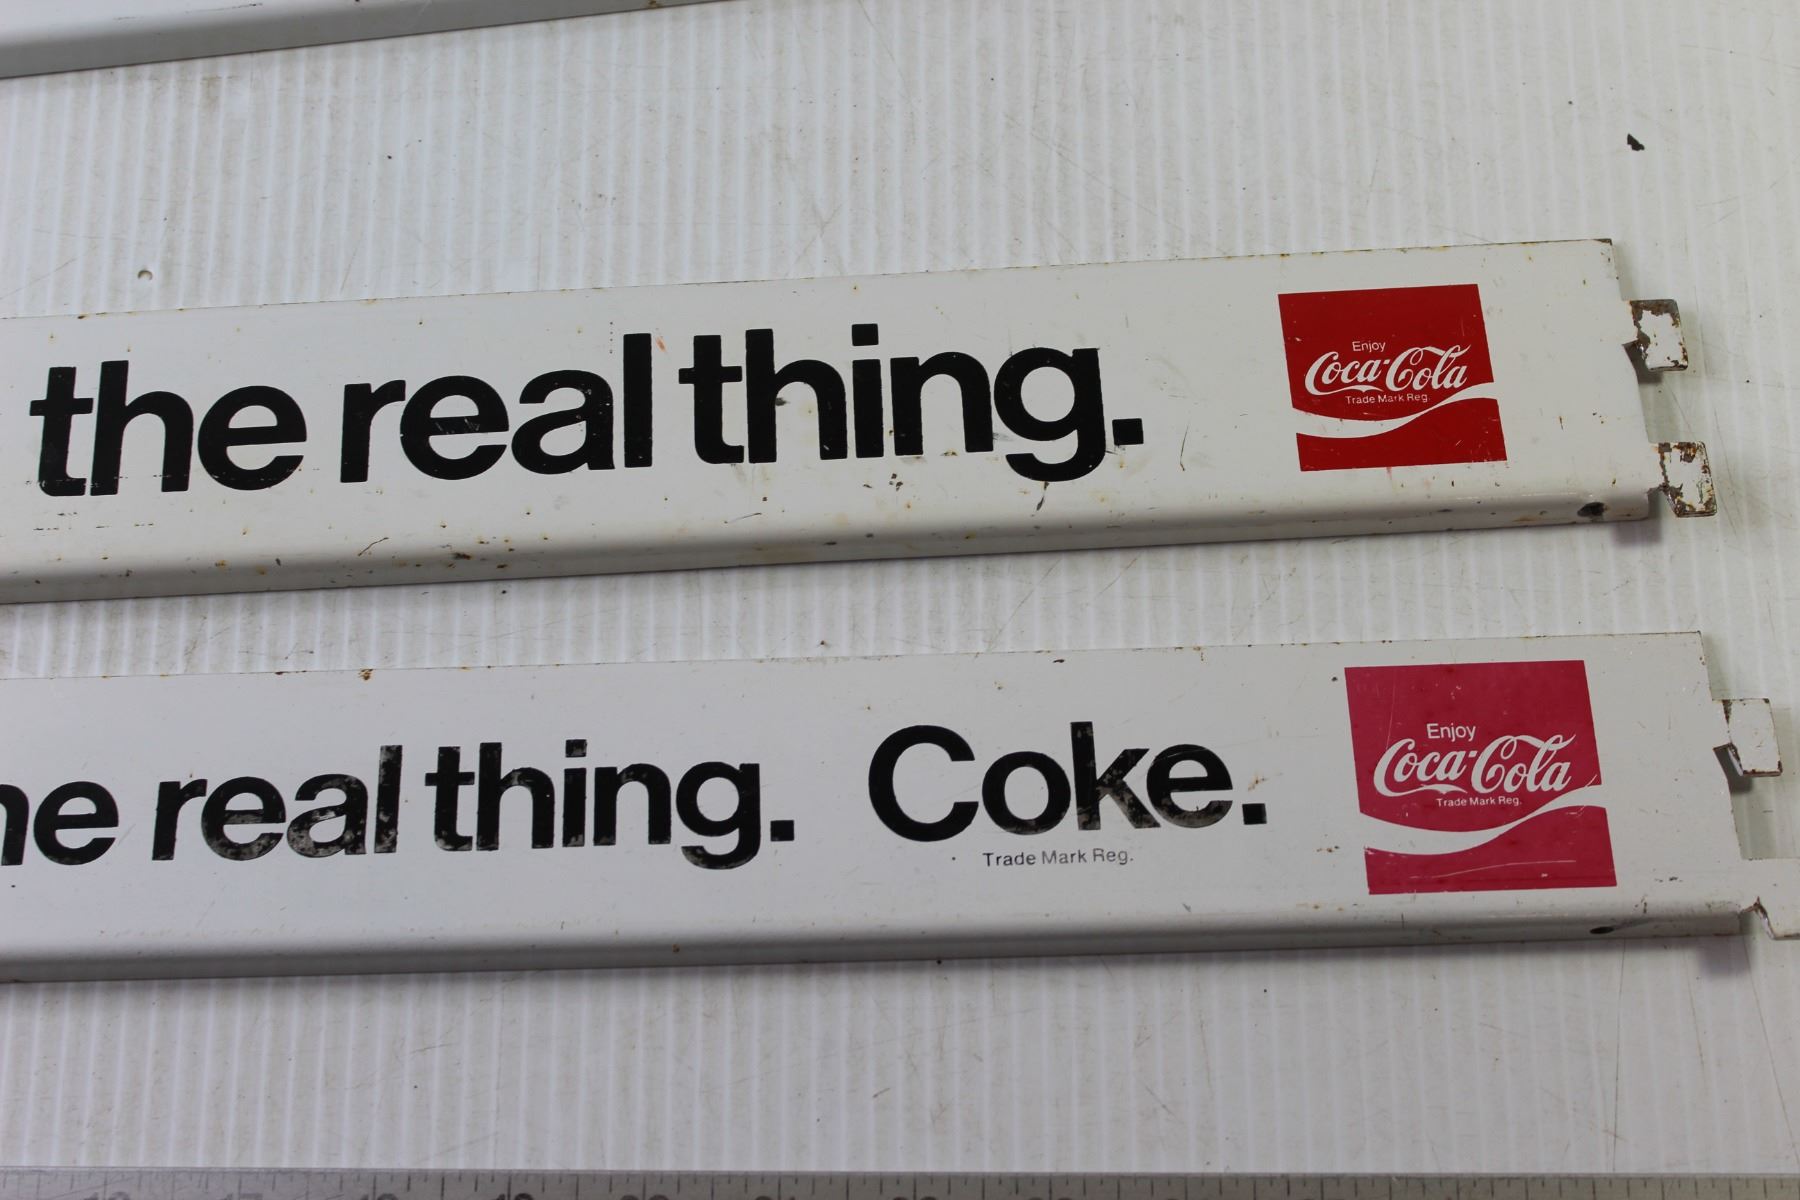 the real thing.
Enjoy
Coca-Cola
Trade Mark Reg.
he real thing. Coke.
Trade Mark Reg.
Enjoy
Coca-Cola
Trade Mark Reg.